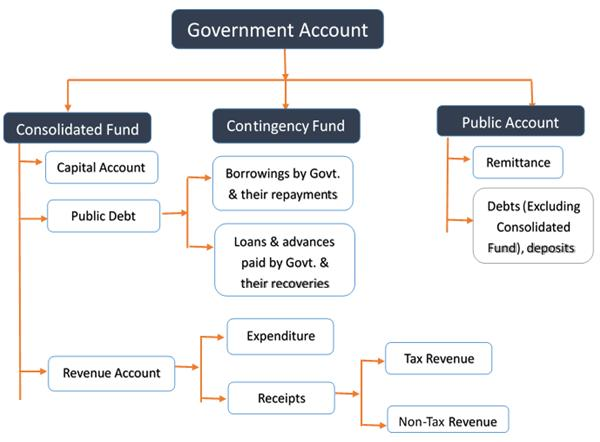 Government Account
Consolidated Fund
Contingency Fund
Public Account
Capital Account
Public Debt
Borrowings by Govt.
& their repayments
Loans & advances
paid by Govt. &
their recoveries
Remittance
Debts (Excluding
Consolidated
Fund), deposits
Revenue Account
Expenditure
Receipts
Tax Revenue
Non-Tax Revenue